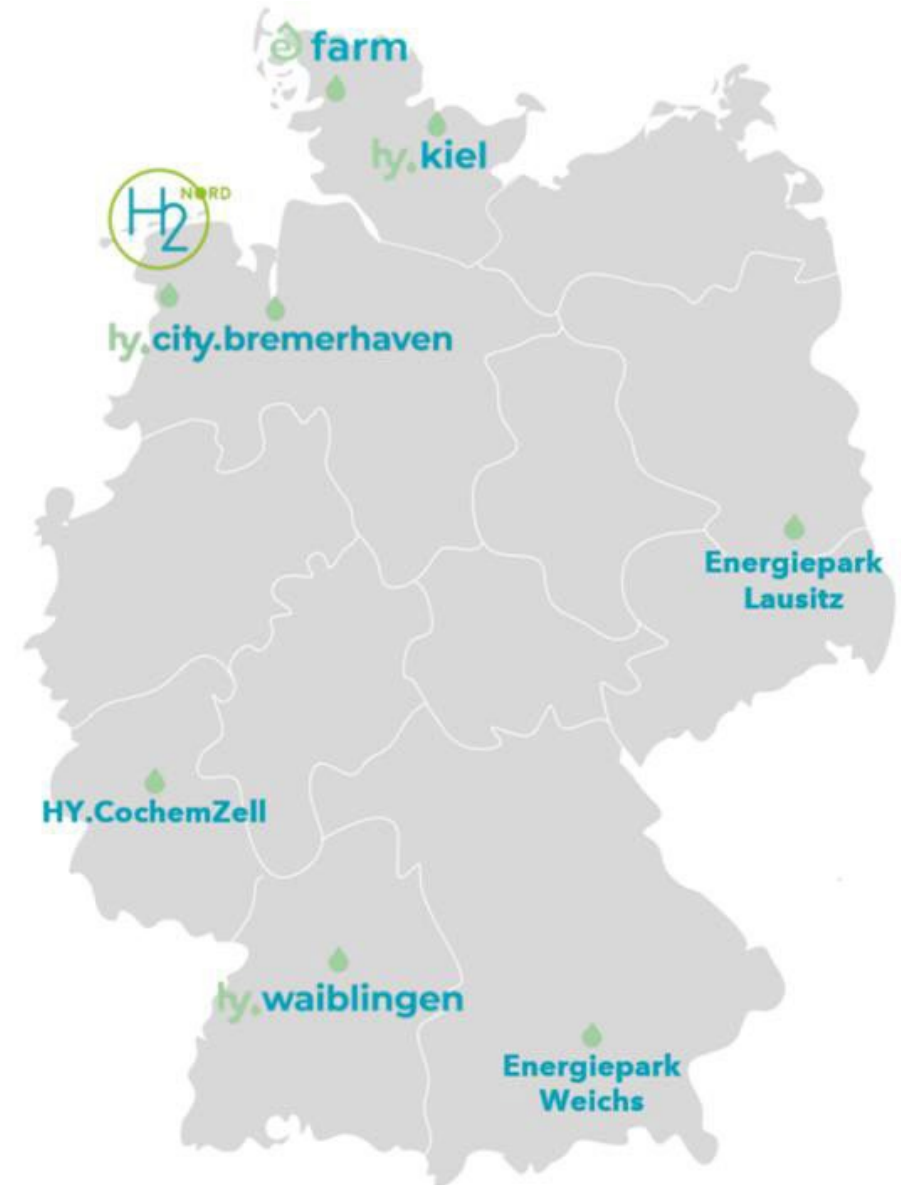 e farm
hy.kiel
H2 NORD
hy.city.bremerhaven
Energiepark
Lausitz
HY.CochemZell
hy.waiblingen
Energiepark
Weichs